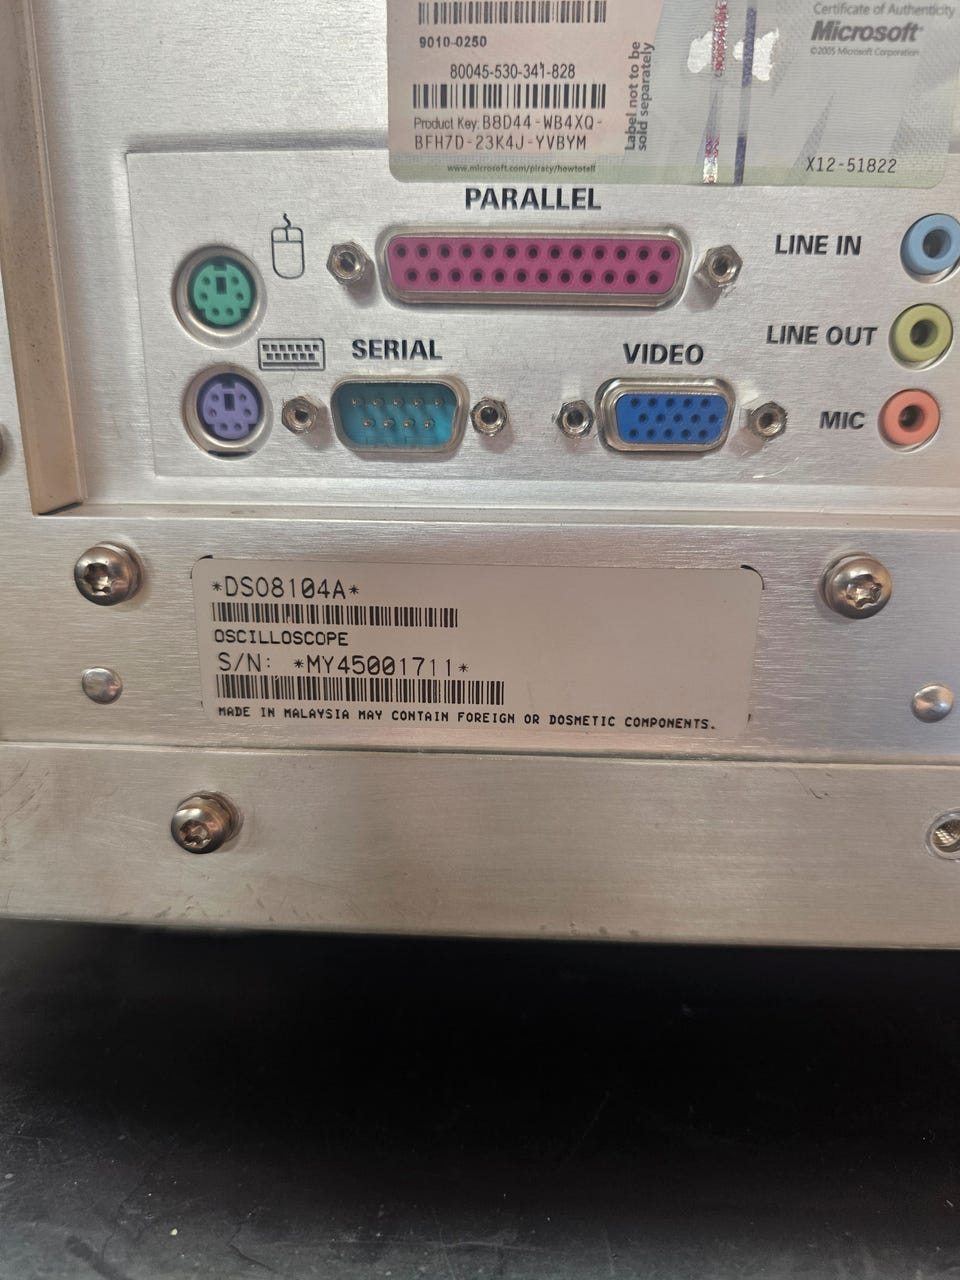 9010-0250
80045-530-341-828
Product Key: B8D44-WB4XQ-
BFH7D-23K4J-YVBYM
www.microsoft.com/piracy/howtotell
Label not to be
sold separately
Certificate of Authenticity
Microsoft
©2005 Microsoft Corporation
X12-51822
PARALLEL
LINE IN
LINE OUT
SERIAL
VIDEO
MIC
*DSO8104A*
OSCILLOSCOPE
S/N: *MY45001711*
MADE IN MALAYSIA MAY CONTAIN FOREIGN OR DOSMETIC COMPONENTS.